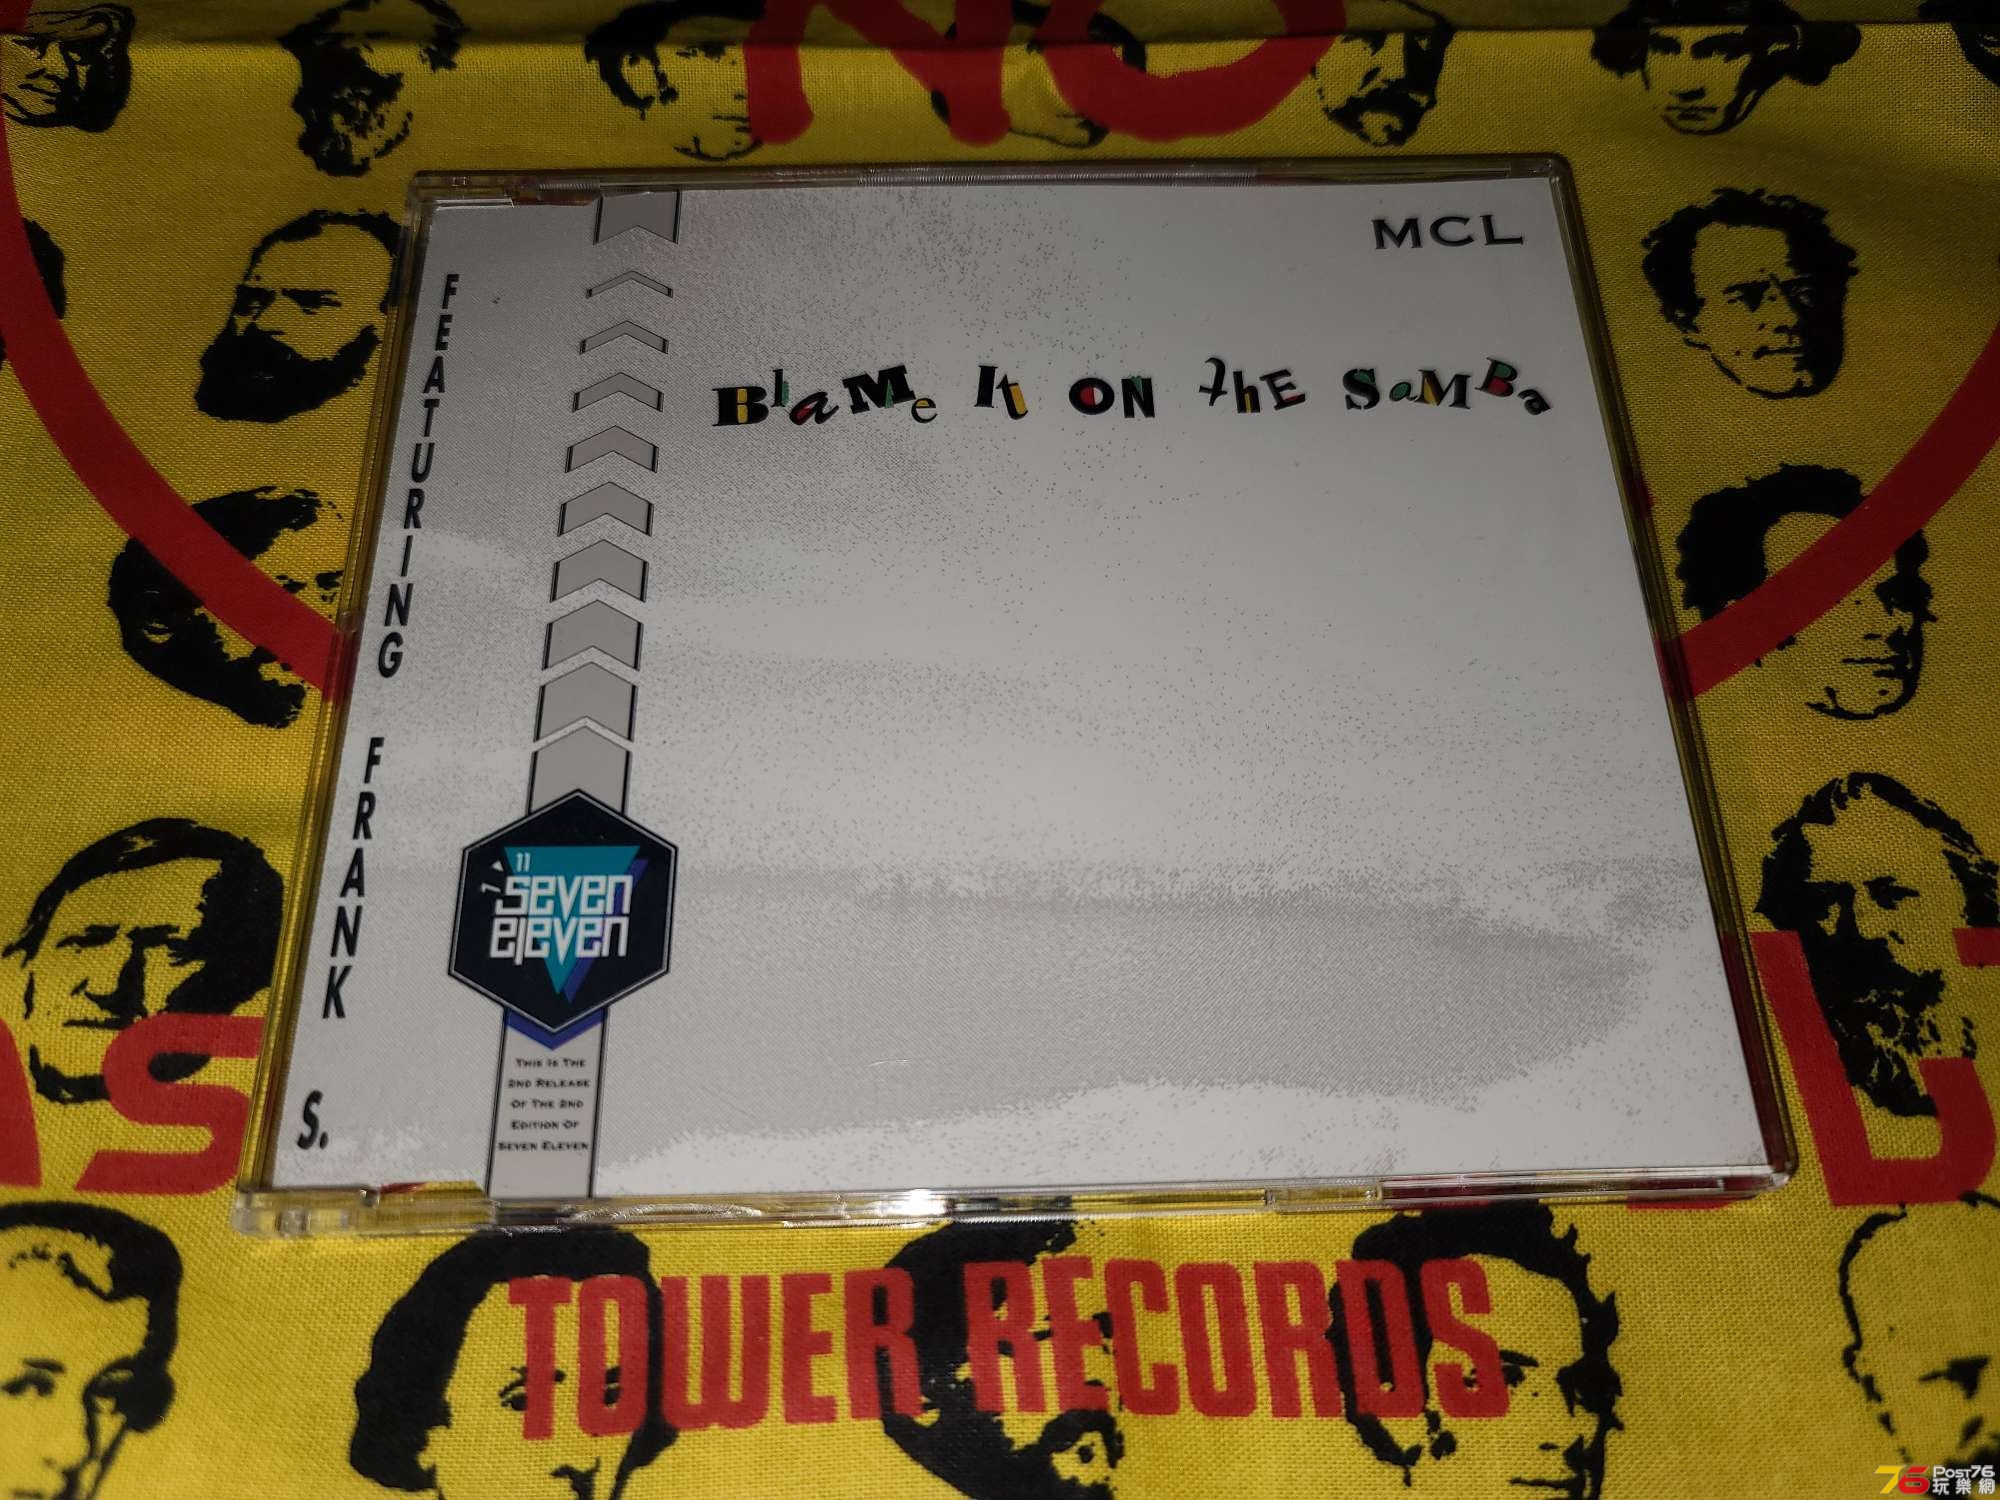 NO
MCL
BlaMe It ON thE SaMBa
FEATURING FRANK S.
7 11
seven
eleven
THIS IS THE
2ND RELEASE
OF THE 2ND
EDITION OF
SEVEN ELEVEN
TOWER RECORDS
76 POST76
玩樂網